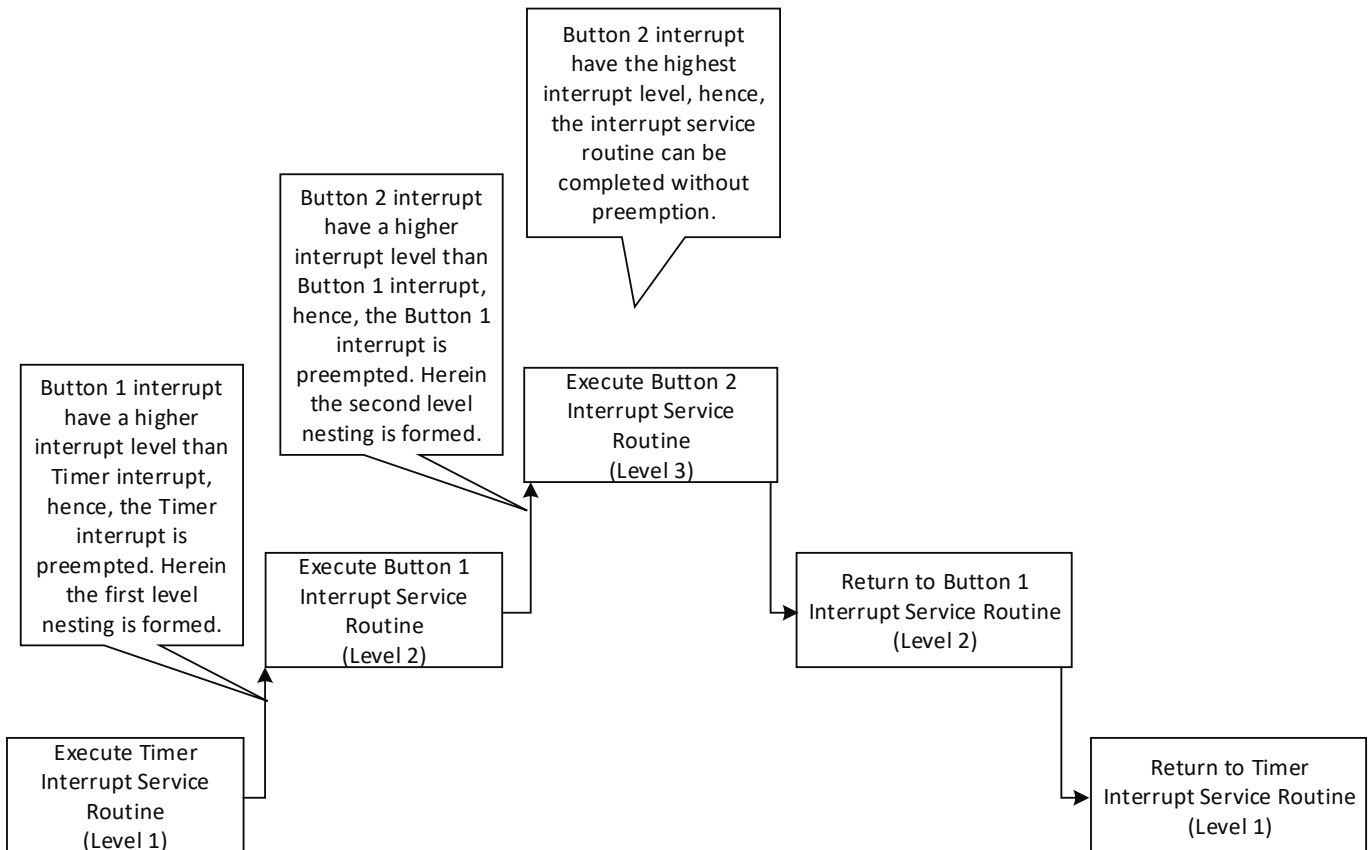 Button 2 interrupt
have the highest
interrupt level, hence,
the interrupt service
routine can be
completed without
preemption.
Button 2 interrupt
have a higher
interrupt level than
Button 1 interrupt,
hence, the Button 1
interrupt is
preempted. Herein
the second level
nesting is formed.
Button 1 interrupt
have a higher
interrupt level than
Timer interrupt,
hence, the Timer
interrupt is
preempted. Herein
the first level
nesting is formed.
Execute Button 2
Interrupt Service
Routine
(Level 3)
Execute Button 1
Interrupt Service
Routine
(Level 2)
Return to Button 1
Interrupt Service Routine
(Level 2)
Execute Timer
Interrupt Service
Routine
(Level 1)
Return to Timer
Interrupt Service Routine
(Level 1)